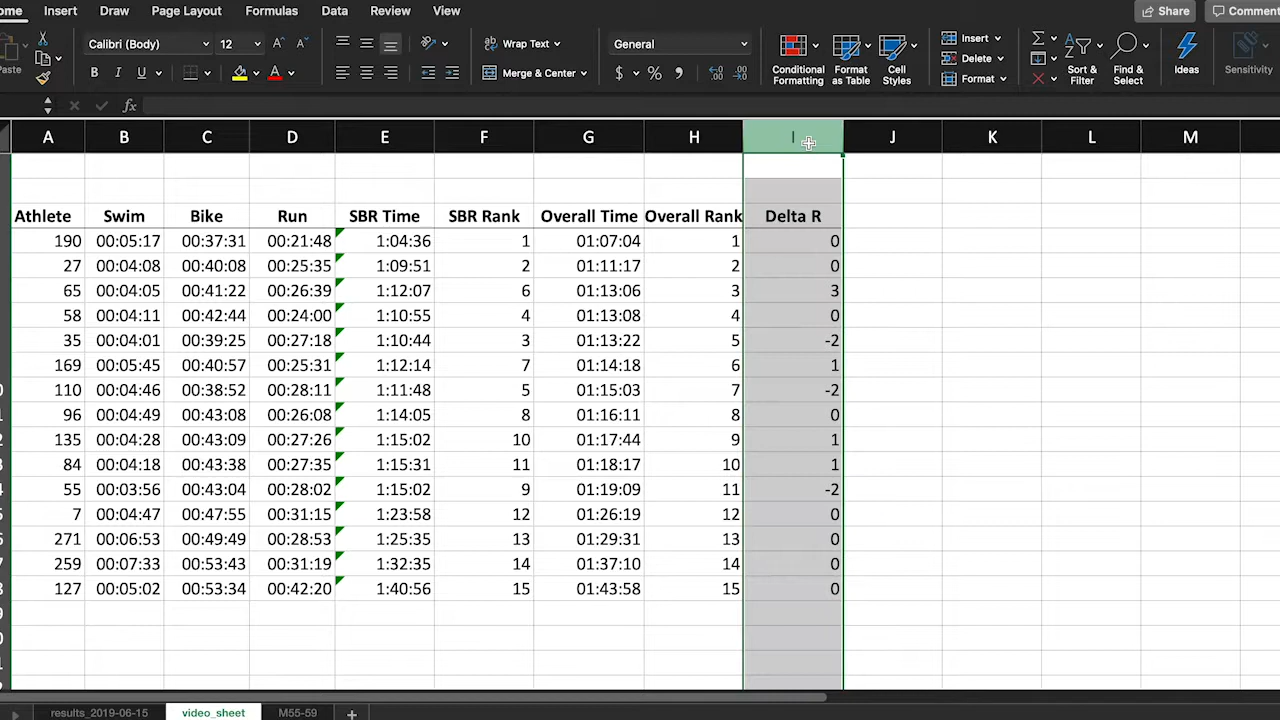 ome Insert Draw Page Layout Formulas Data Review View Share Comment
Calibri (Body) 12 Wrap Text General Insert Σ
Paste B I U A Merge & Center $ % Conditional Formatting Format as Table Cell Styles Delete Format Sort & Filter Find & Select Ideas Sensitivity
fx
A B C D E F G H I J K L M
Athlete Swim Bike Run SBR Time SBR Rank Overall Time Overall Rank Delta R
190 00:05:17 00:37:31 00:21:48 1:04:36 1 01:07:04 1 0
27 00:04:08 00:40:08 00:25:35 1:09:51 2 01:11:17 2 0
65 00:04:05 00:41:22 00:26:39 1:12:07 6 01:13:06 3 3
58 00:04:11 00:42:44 00:24:00 1:10:55 4 01:13:08 4 0
35 00:04:01 00:39:25 00:27:18 1:10:44 3 01:13:22 5 -2
169 00:05:45 00:40:57 00:25:31 1:12:14 7 01:14:18 6 1
0 110 00:04:46 00:38:52 00:28:11 1:11:48 5 01:15:03 7 -2
1 96 00:04:49 00:43:08 00:26:08 1:14:05 8 01:16:11 8 0
2 135 00:04:28 00:43:09 00:27:26 1:15:02 10 01:17:44 9 1
3 84 00:04:18 00:43:38 00:27:35 1:15:31 11 01:18:17 10 1
4 55 00:03:56 00:43:04 00:28:02 1:15:02 9 01:19:09 11 -2
5 7 00:04:47 00:47:55 00:31:15 1:23:58 12 01:26:19 12 0
6 271 00:06:53 00:49:49 00:28:53 1:25:35 13 01:29:31 13 0
7 259 00:07:33 00:53:43 00:31:19 1:32:35 14 01:37:10 14 0
8 127 00:05:02 00:53:34 00:42:20 1:40:56 15 01:43:58 15 0
9
0
1
results_2019-06-15 video_sheet M55-59 +